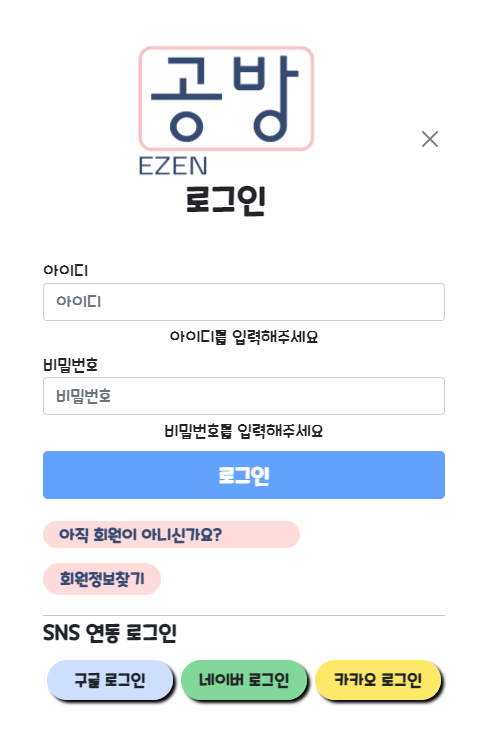 공방
EZEN
로그인
아이디
아이디
아이디를 입력해주세요
비밀번호
비밀번호
비밀번호를 입력해주세요
로그인
아직 회원이 아니신가요?
회원정보찾기
SNS 연동 로그인
구글 로그인 네이버 로그인 카카오 로그인